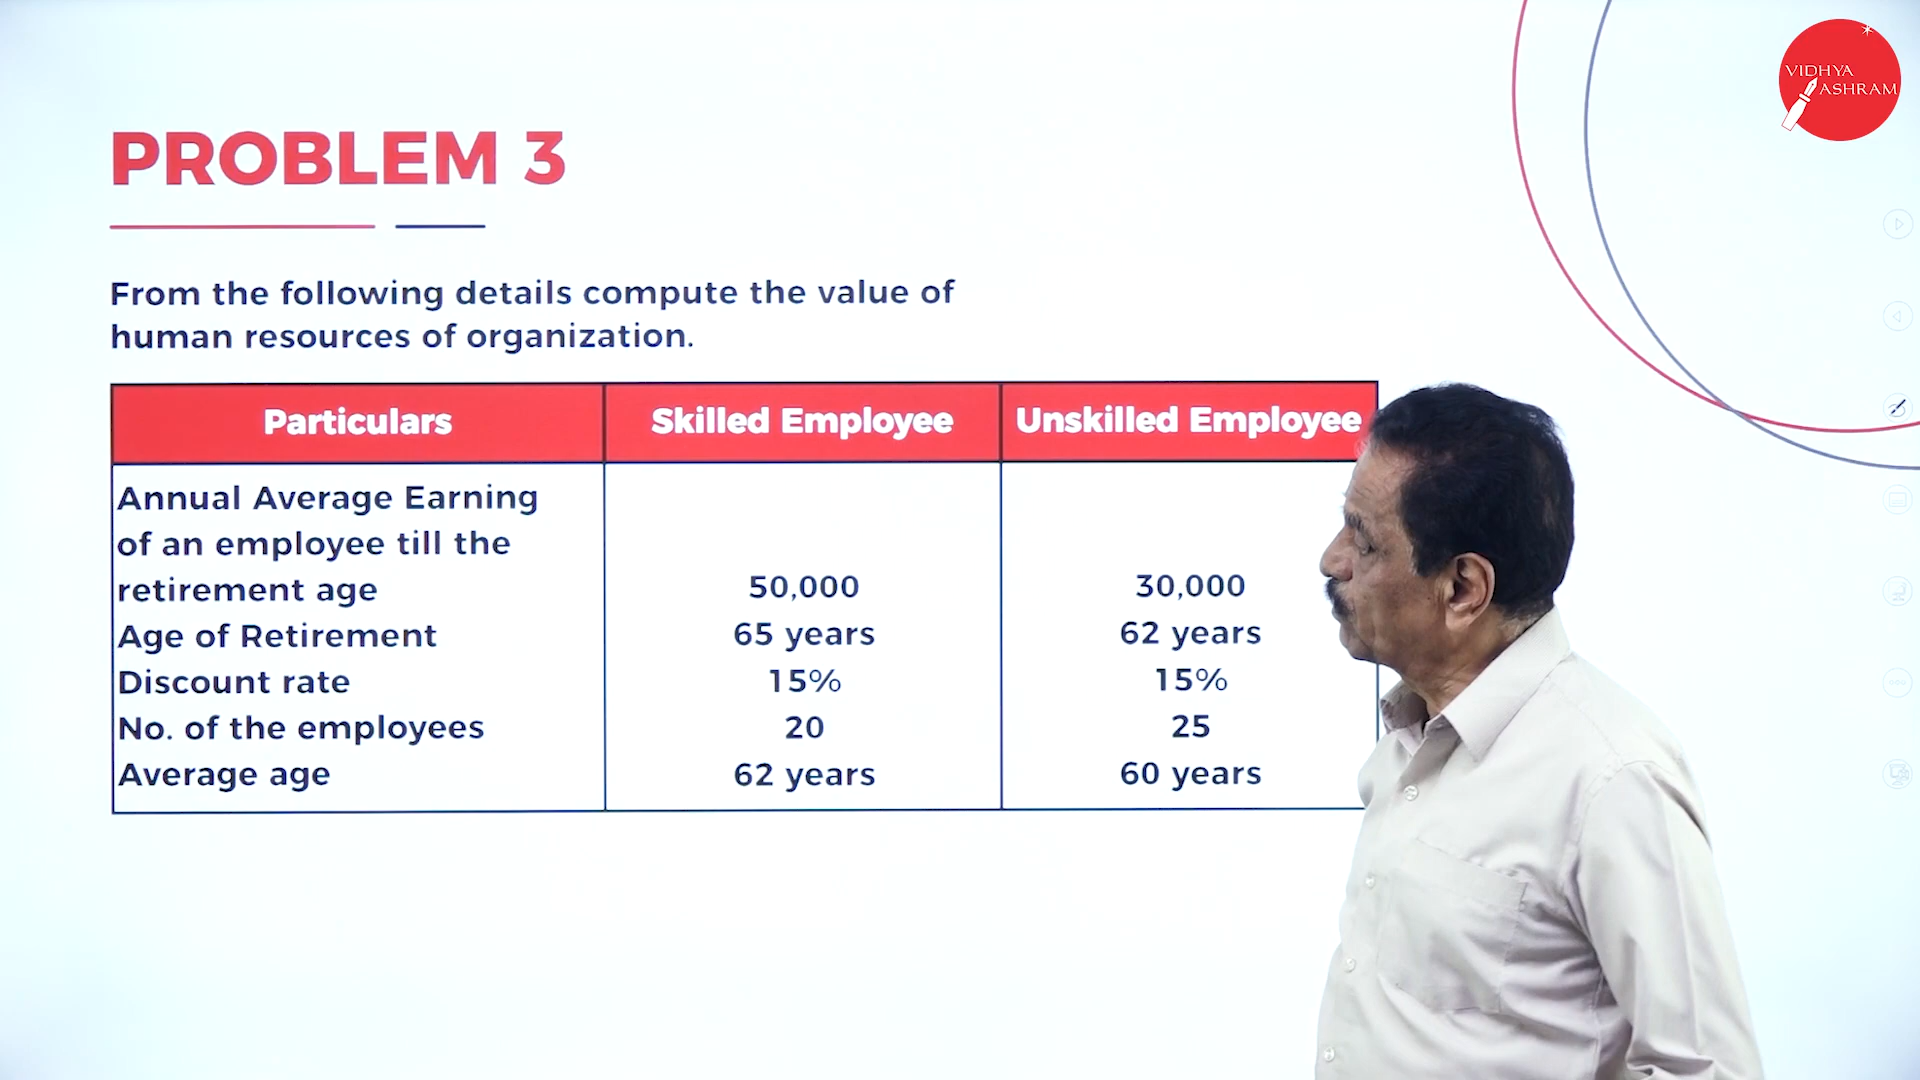 VIDHYA
ASHRAM
PROBLEM 3
From the following details compute the value of
human resources of organization.
Particulars Skilled Employee Unskilled Employee
Annual Average Earning
of an employee till the
retirement age 50,000 30,000
Age of Retirement 65 years 62 years
Discount rate 15% 15%
No. of the employees 20 25
Average age 62 years 60 years